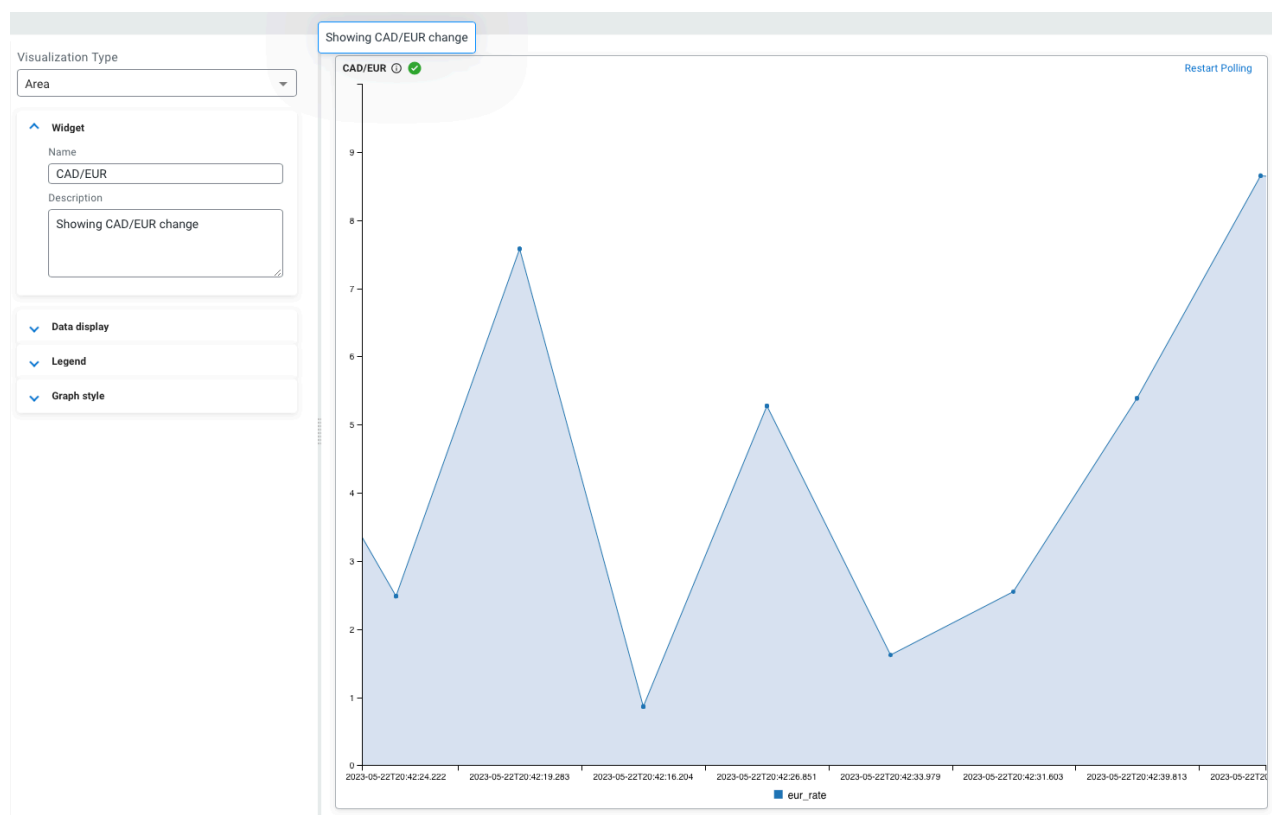 Showing CAD/EUR change
Visualization Type
Area
Widget
Name
CAD/EUR
Description
Showing CAD/EUR change
Data display
Legend
Graph style
CAD/EUR
Restart Polling
9
8
7
6
5
4
3
2
1
0
2023-05-22T20:42:24.222 2023-05-22T20:42:19.283 2023-05-22T20:42:16.204 2023-05-22T20:42:26.851 2023-05-22T20:42:33.979 2023-05-22T20:42:31.603 2023-05-22T20:42:39.813 2023-05-22T20
eur_rate